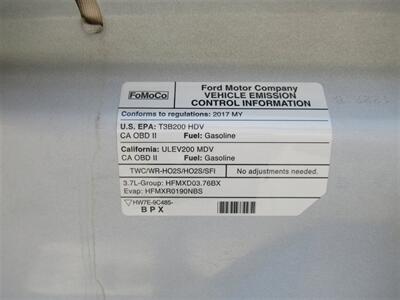 FoMoCo
Ford Motor Company
VEHICLE EMISSION
CONTROL INFORMATION
Conforms to regulations: 2017 MY
U.S. EPA: T3B200 HDV
CA OBD II Fuel: Gasoline
California: ULEV200 MDV
CA OBD II Fuel: Gasoline
TWC/WR-HO2S/HO2S/SFI No adjustments needed.
3.7L-Group: HFMXD03.76BX
Evap: HFMXR0190NBS
HW7E-9C485-
BPX